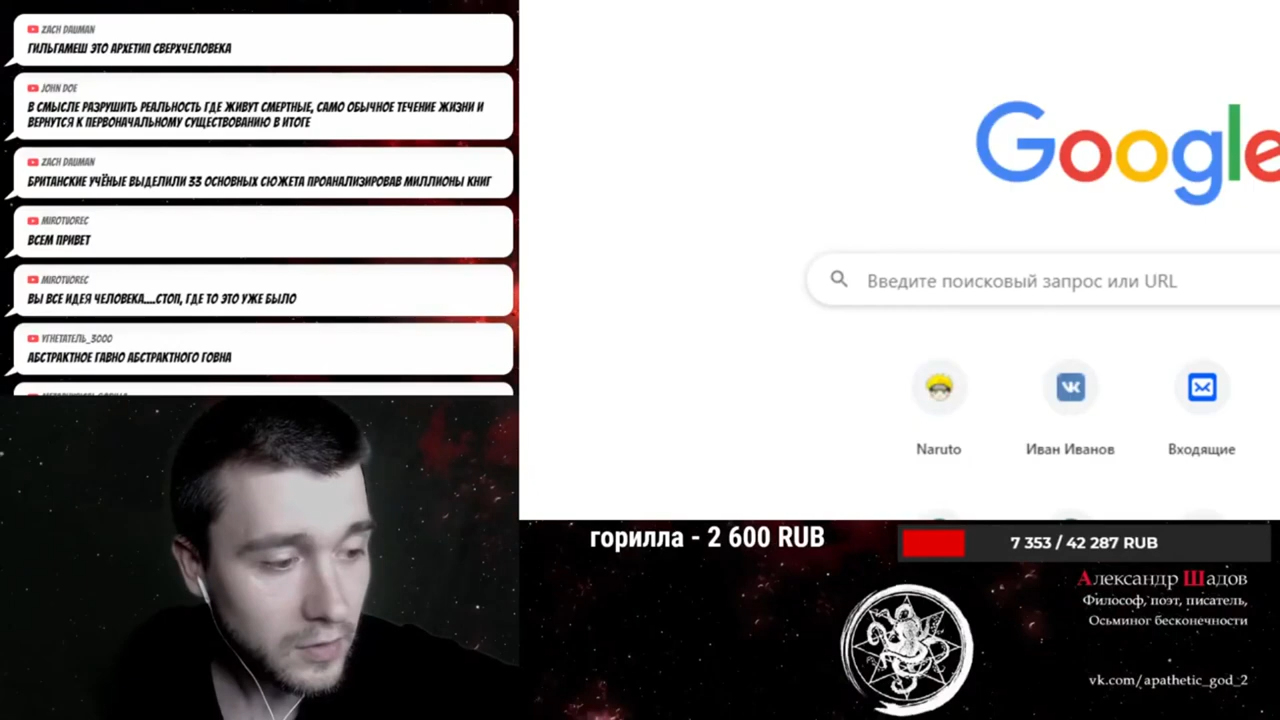 ZACH DAUMAN
ГИЛЬГАМЕШ ЭТО АРХЕТИП СВЕРХЧЕЛОВЕКА
JOHN DOE
В СМЫСЛЕ РАЗРУШИТЬ РЕАЛЬНОСТЬ ГДЕ ЖИВУТ СМЕРТНЫЕ, САМО ОБЫЧНОЕ ТЕЧЕНИЕ ЖИЗНИ И
ВЕРНУТСЯ К ПЕРВОНАЧАЛЬНОМУ СУЩЕСТВОВАНИЮ В ИТОГЕ
ZACH DAUMAN
БРИТАНСКИЕ УЧЁНЫЕ ВЫДЕЛИЛИ 33 ОСНОВНЫХ СЮЖЕТА ПРОАНАЛИЗИРОВАВ МИЛЛИОНЫ КНИГ
MIROTVOREC
ВСЕМ ПРИВЕТ
MIROTVOREC
ВЫ ВСЕ ИДЕЯ ЧЕЛОВЕКА....СТОП, ГДЕ ТО ЭТО УЖЕ БЫЛО
УГНЕТАТЕЛЬ_3000
АБСТРАКТНОЕ ГАВНО АБСТРАКТНОГО ГОВНА
Google
Введите поисковый запрос или URL
Naruto
Иван Иванов
Входящие
горилла - 2 600 RUB
7 353 / 42 287 RUB
Александр Шадов
Философ, поэт, писатель,
Осьминог бесконечности
vk.com/apathetic_god_2